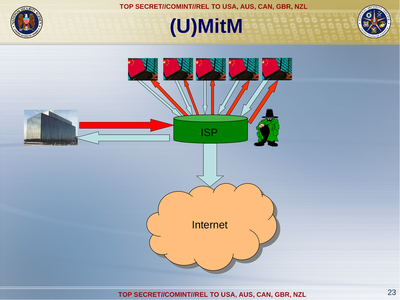 TOP SECRET//COMINT//REL TO USA, AUS, CAN, GBR, NZL
(U)MitM
ISP
Internet
TOP SECRET//COMINT//REL TO USA, AUS, CAN, GBR, NZL
23